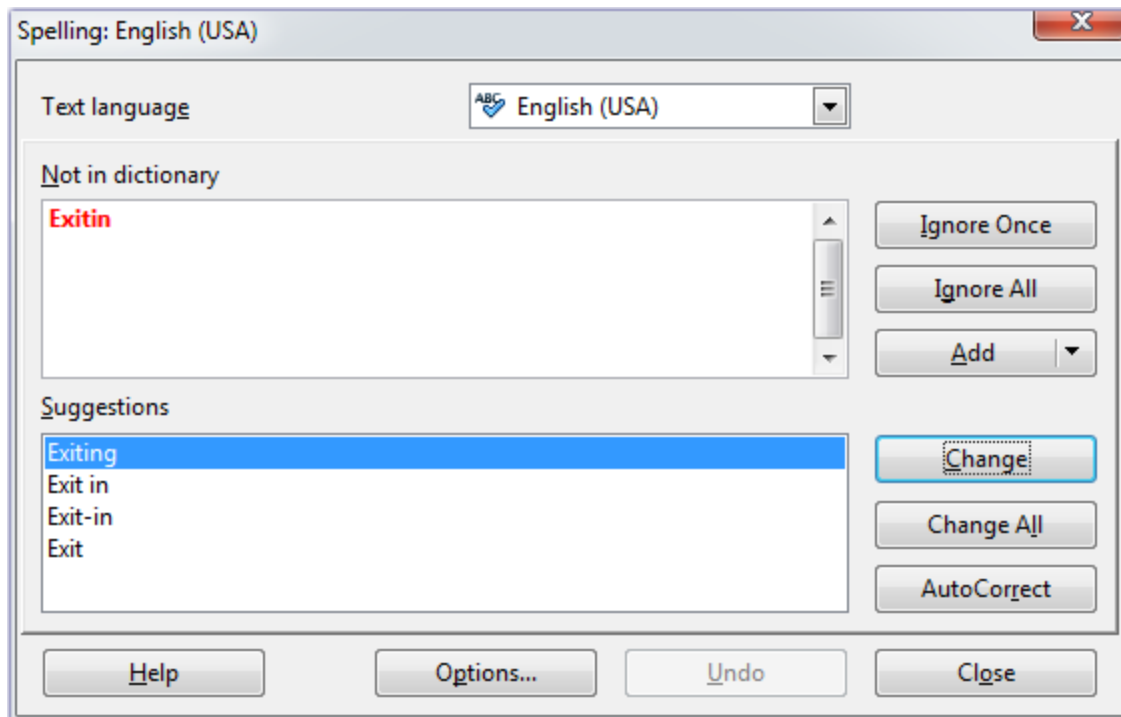 Spelling: English (USA)
Text language
ABC English (USA)
Not in dictionary
Exitin
Ignore Once
Ignore All
Add
Suggestions
Exiting
Exit in
Exit-in
Exit
Change
Change All
AutoCorrect
Help Options... Undo Close